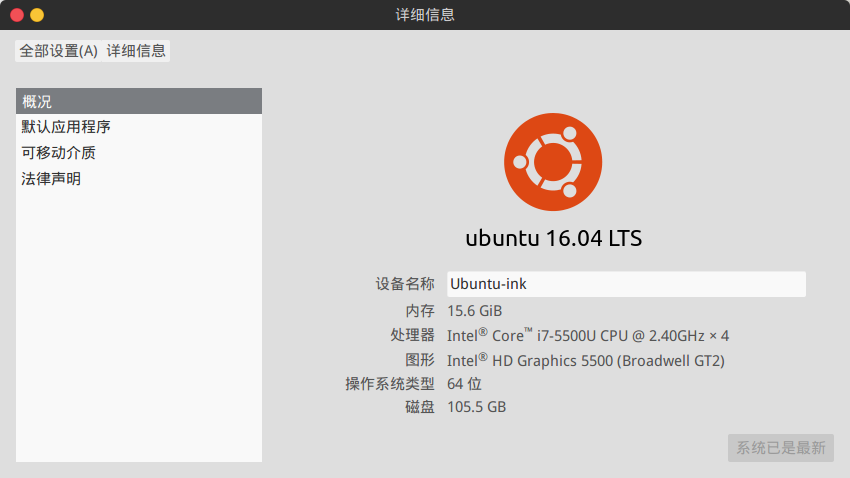 详细信息
全部设置(A) 详细信息
概况
默认应用程序
可移动介质
法律声明
ubuntu 16.04 LTS
设备名称 Ubuntu-ink
内存 15.6 GiB
处理器 Intel® Core™ i7-5500U CPU @ 2.40GHz × 4
图形 Intel® HD Graphics 5500 (Broadwell GT2)
操作系统类型 64 位
磁盘 105.5 GB
系统已是最新